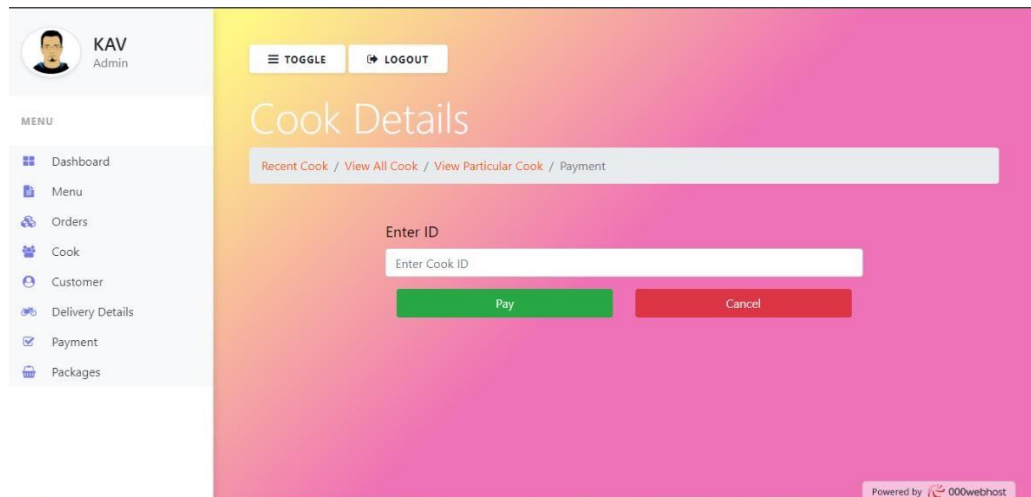 KAV
Admin
MENU
Dashboard
Menu
Orders
Cook
Customer
Delivery Details
Payment
Packages
TOGGLE
LOGOUT
Cook Details
Recent Cook / View All Cook / View Particular Cook / Payment
Enter ID
Enter Cook ID
Pay
Cancel
Powered by 000webhost